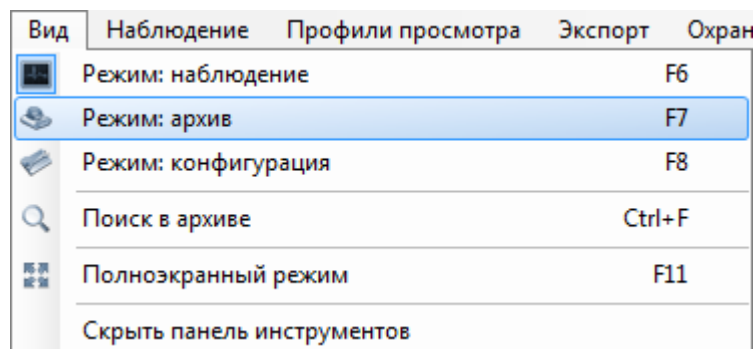 Вид Наблюдение Профили просмотра Экспорт Охран
Режим: наблюдение F6
Режим: архив F7
Режим: конфигурация F8
Поиск в архиве Ctrl+F
Полноэкранный режим F11
Скрыть панель инструментов